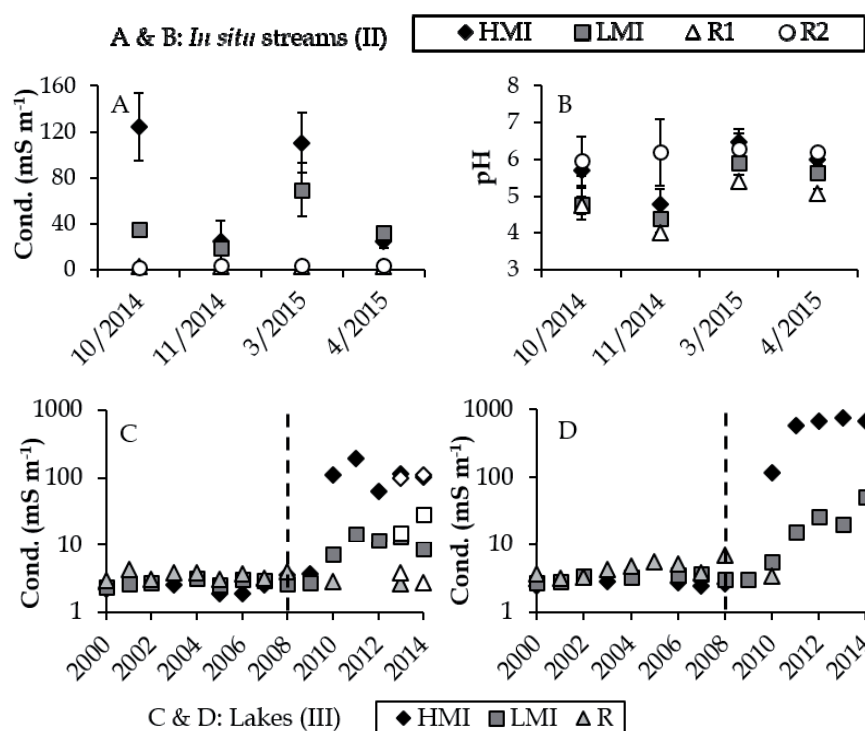 A & B: In situ streams (II) HMI LMI R1 R2
A
Cond. (mS m⁻¹)
160
120
80
40
0
10/2014 11/2014 3/2015 4/2015
B
pH
8
7
6
5
4
3
10/2014 11/2014 3/2015 4/2015
C
Cond. (mS m⁻¹)
1000
100
10
1
2000 2002 2004 2006 2008 2010 2012 2014
D
Cond. (mS m⁻¹)
1000
100
10
1
2000 2002 2004 2006 2008 2010 2012 2014
C & D: Lakes (III) HMI LMI R